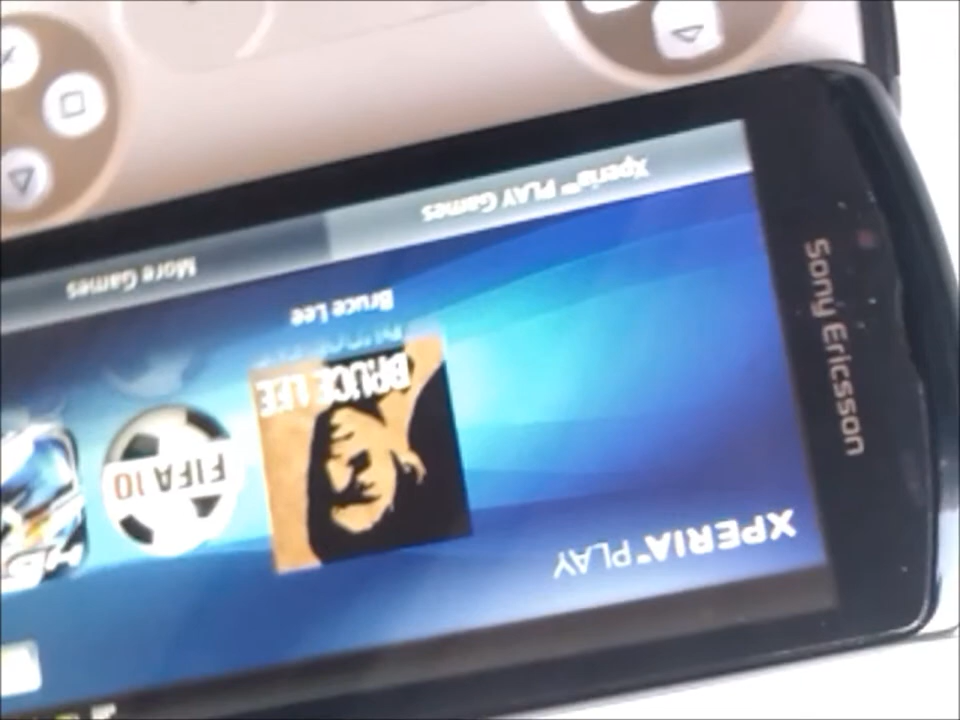 Sony Ericsson
XPERIA™ PLAY
BRUCE LEE
FIFA 10
Bruce Lee
Xperia™ PLAY Games
More Games